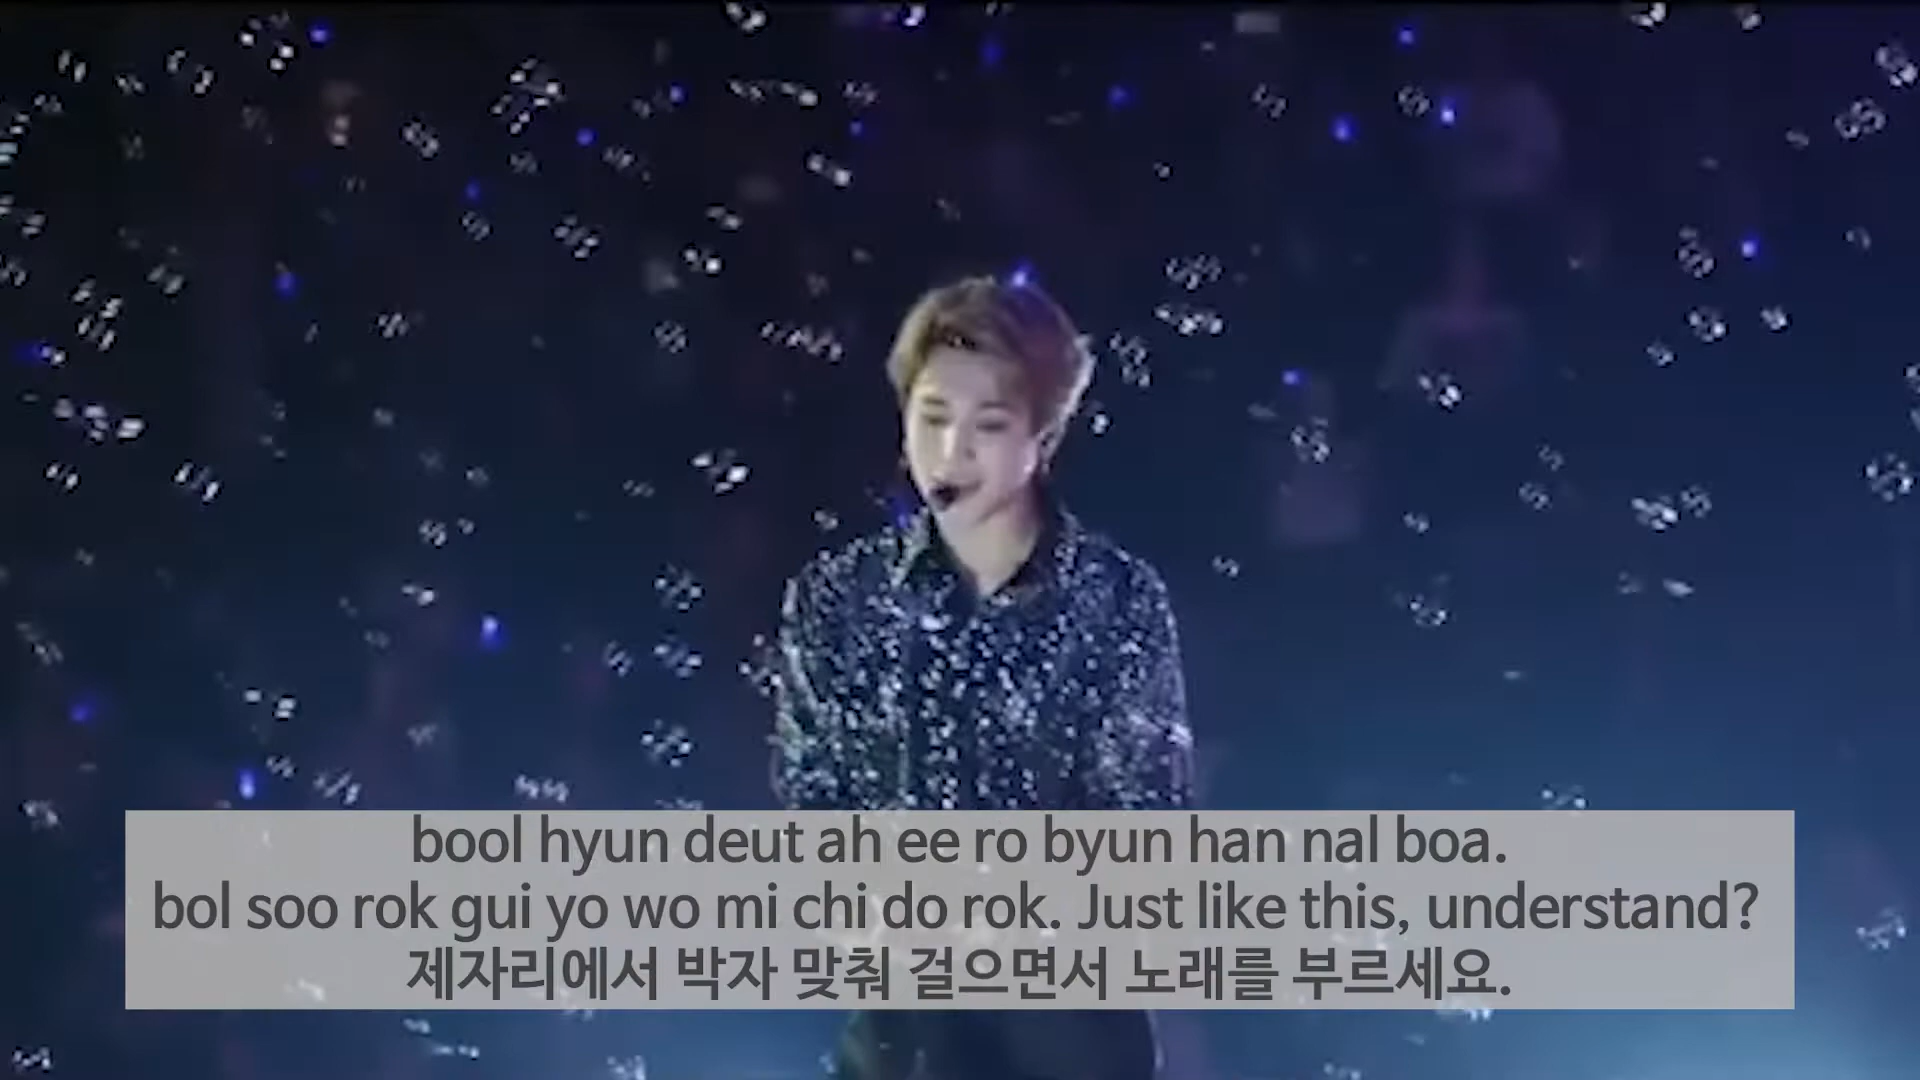 bool hyun deut ah ee ro byun han nal boa.
bol soo rok gui yo wo mi chi do rok. Just like this, understand?
제자리에서 박자 맞춰 걸으면서 노래를 부르세요.